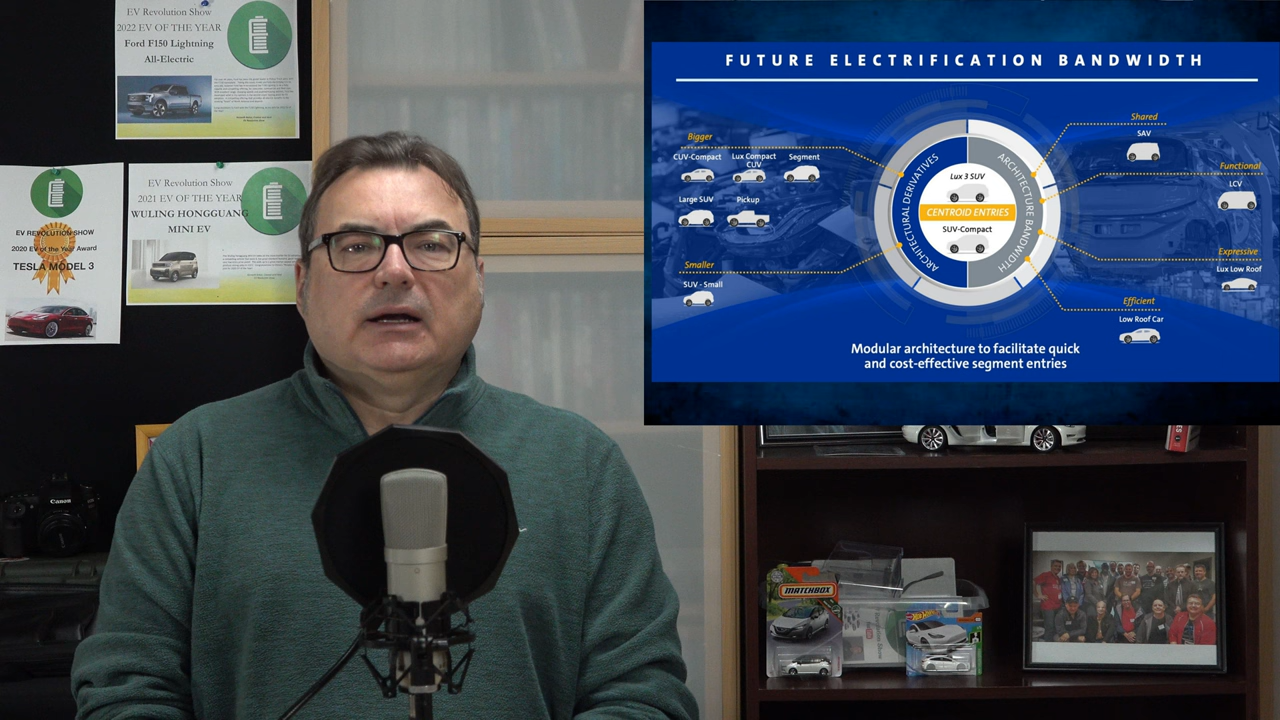 EV Revolution Show
2022 EV OF THE YEAR
Ford F150 Lightning
All-Electric
EV REVOLUTION SHOW
2020 EV of the Year Award
TESLA MODEL 3
EV Revolution Show
2021 EV OF THE YEAR
WULING HONGGUANG
MINI EV
Canon
FUTURE ELECTRIFICATION BANDWIDTH
Bigger
CUV-Compact
Lux Compact
CUV
Segment
Large SUV
Pickup
Smaller
SUV - Small
ARCHITECTURAL DERIVATIVES
Lux 3 SUV
CENTROID ENTRIES
SUV-Compact
ARCHITECTURE BANDWIDTH
Shared
SAV
Functional
LCV
Expressive
Lux Low Roof
Efficient
Low Roof Car
Modular architecture to facilitate quick
and cost-effective segment entries
MATCHBOX
Hot Wheels